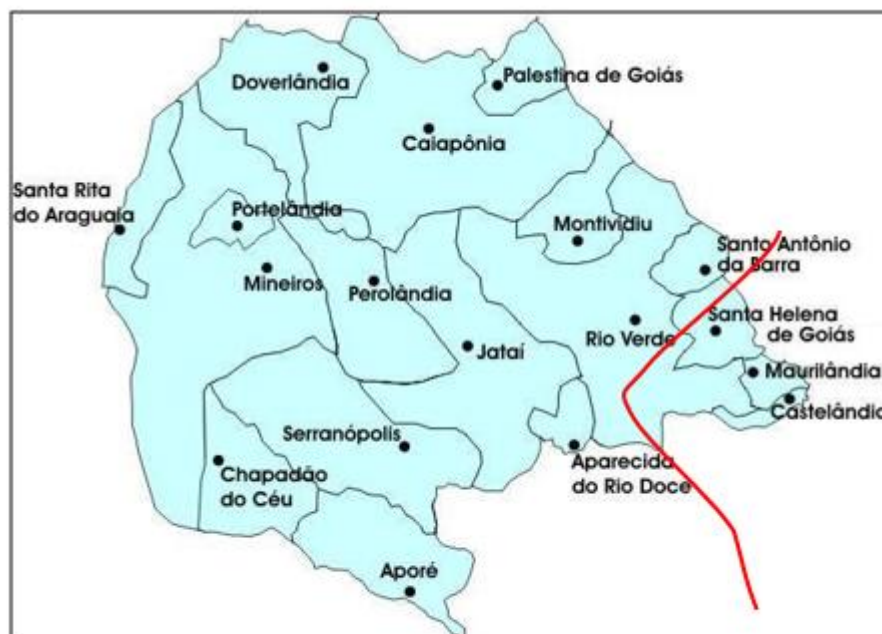 Doverlândia
Palestina de Goiás
Caiapônia
Santa Rita
do Araguaia
Portelândia
Montividiu
Santo Antônio
da Barra
Mineiros
Perolândia
Santa Helena
de Goiás
Rio Verde
Jataí
Maurilândia
Castelândia
Serranópolis
Chapadão
do Céu
Aparecida
do Rio Doce
Aporé